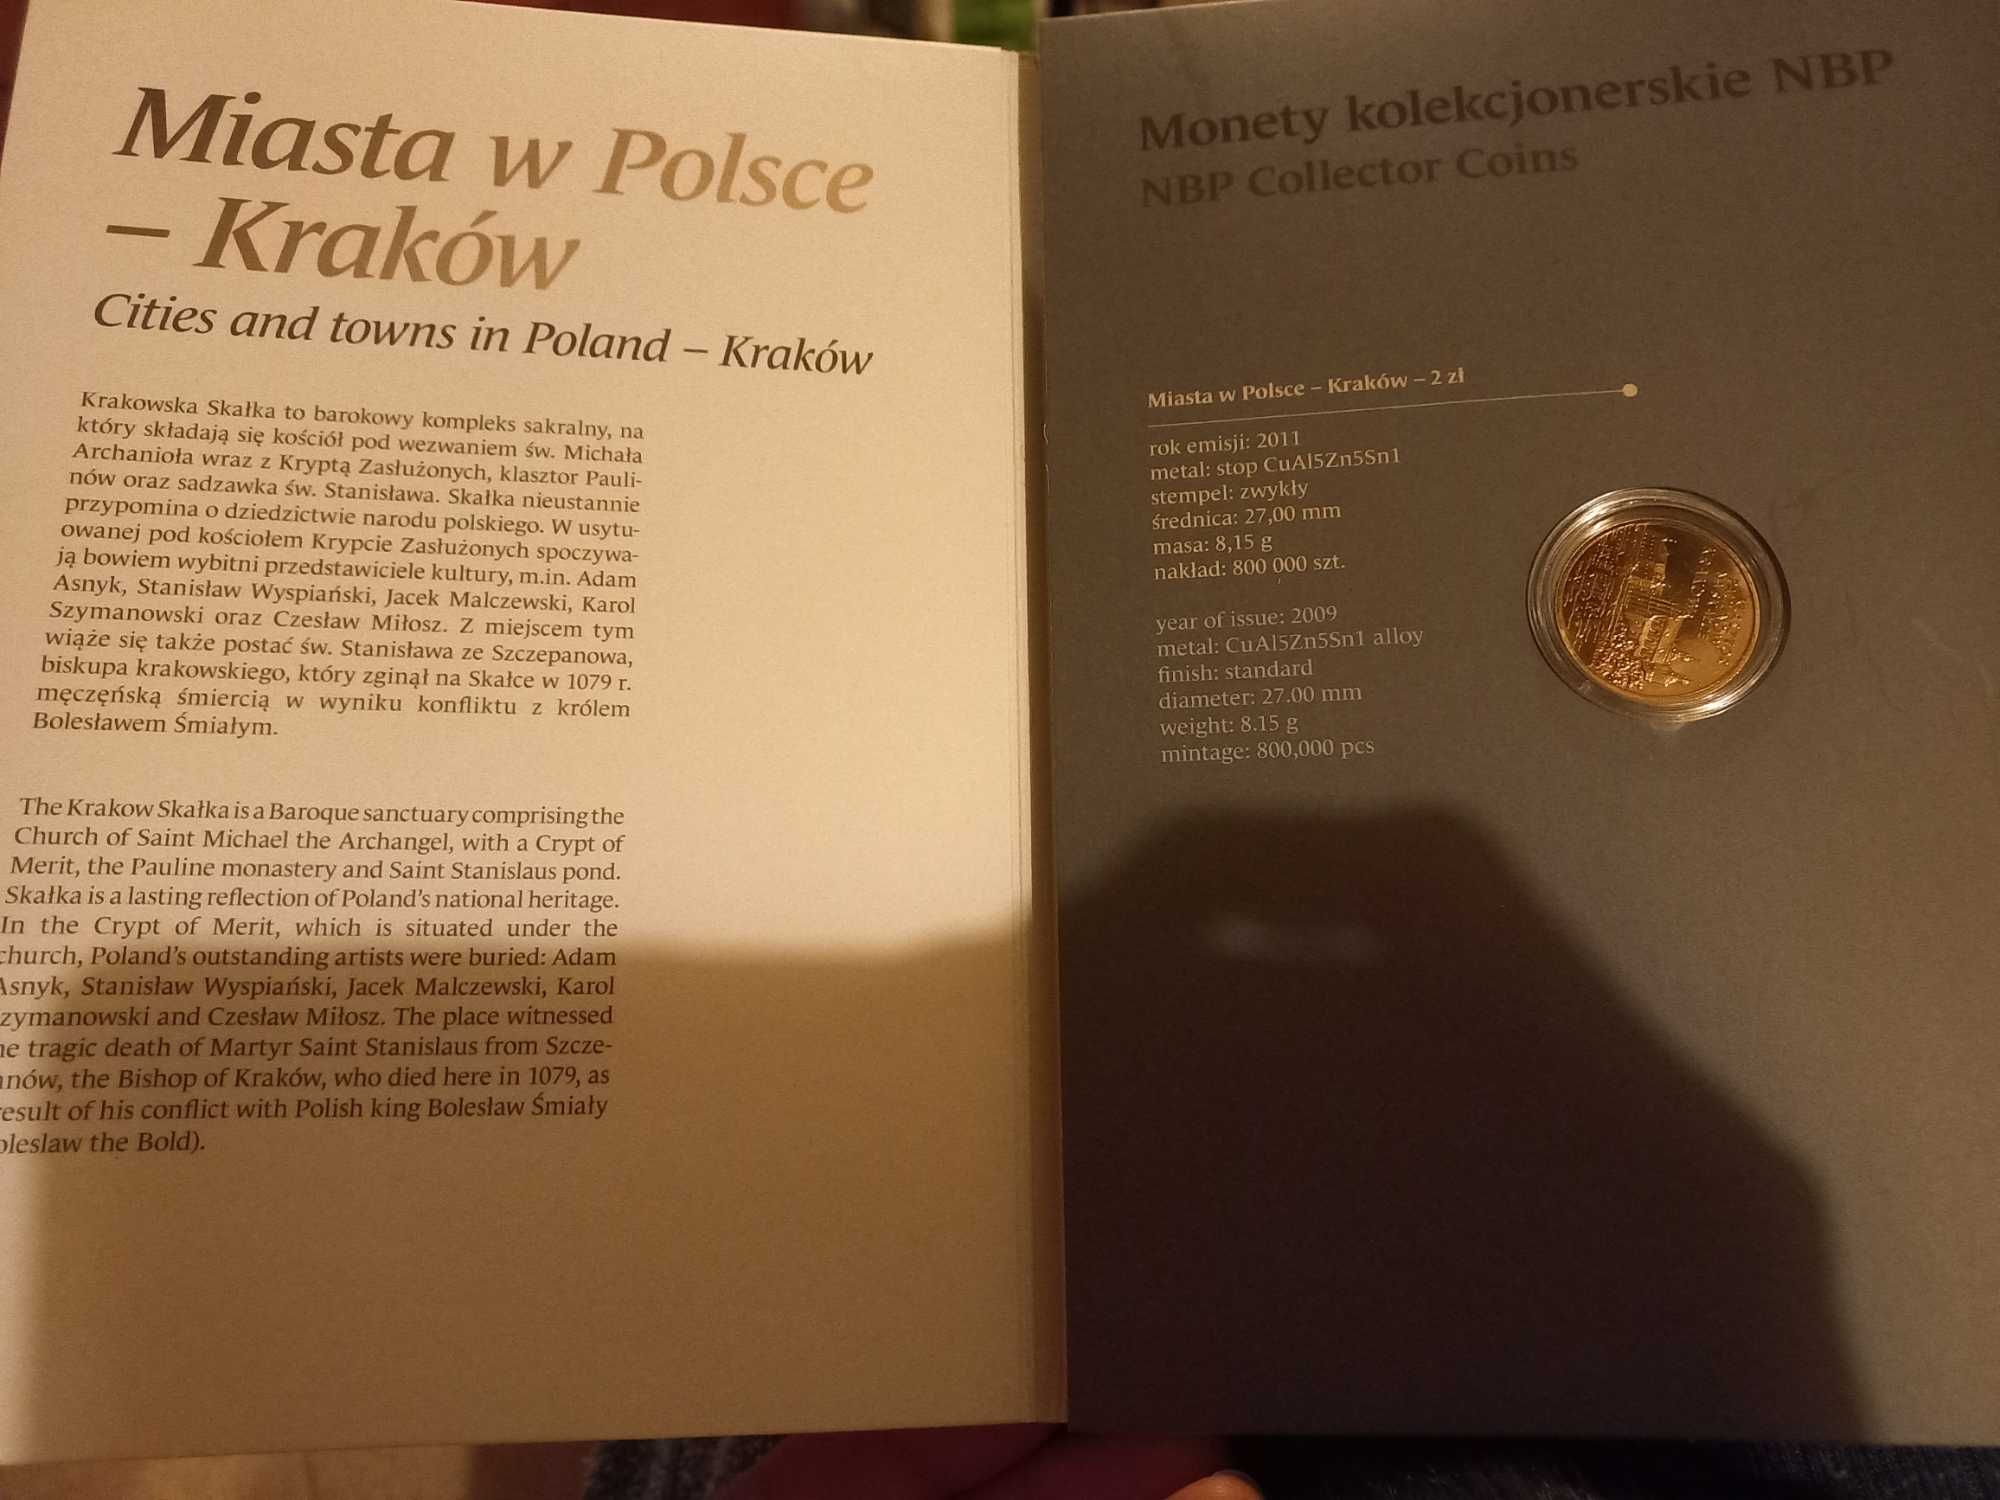 Miasta w Polsce
– Kraków
Cities and towns in Poland – Kraków
Krakowska Skałka to barokowy kompleks sakralny, na
który składają się kościół pod wezwaniem św. Michała
Archanioła wraz z Kryptą Zasłużonych, klasztor Pauli-
nów oraz sadzawka św. Stanisława. Skałka nieustannie
przypomina o dziedzictwie narodu polskiego. W usytu-
owanej pod kościołem Krypcie Zasłużonych spoczywa-
ją bowiem wybitni przedstawiciele kultury, m.in. Adam
Asnyk, Stanisław Wyspiański, Jacek Malczewski, Karol
Szymanowski oraz Czesław Miłosz. Z miejscem tym
wiąże się także postać św. Stanisława ze Szczepanowa,
biskupa krakowskiego, który zginął na Skałce w 1079 r.
męczęńską śmiercią w wyniku konfliktu z królem
Bolesławem Śmiałym.
The Krakow Skałka is a Baroque sanctuary comprising the
Church of Saint Michael the Archangel, with a Crypt of
Merit, the Pauline monastery and Saint Stanislaus pond.
Skałka is a lasting reflection of Poland's national heritage.
In the Crypt of Merit, which is situated under the
church, Poland's outstanding artists were buried: Adam
Asnyk, Stanisław Wyspiański, Jacek Malczewski, Karol
zymanowski and Czesław Miłosz. The place witnessed
he tragic death of Martyr Saint Stanislaus from Szcze-
anów, the Bishop of Kraków, who died here in 1079, as
result of his conflict with Polish king Bolesław Śmiały
oleslaw the Bold).
Monety kolekcjonerskie NBP
NBP Collector Coins
Miasta w Polsce – Kraków – 2 zł
rok emisji: 2011
metal: stop CuAl5Zn5Sn1
stempel: zwykły
średnica: 27,00 mm
masa: 8,15 g
nakład: 800 000 szt.
year of issue: 2009
metal: CuAl5Zn5Sn1 alloy
finish: standard
diameter: 27.00 mm
weight: 8.15 g
mintage: 800,000 pcs